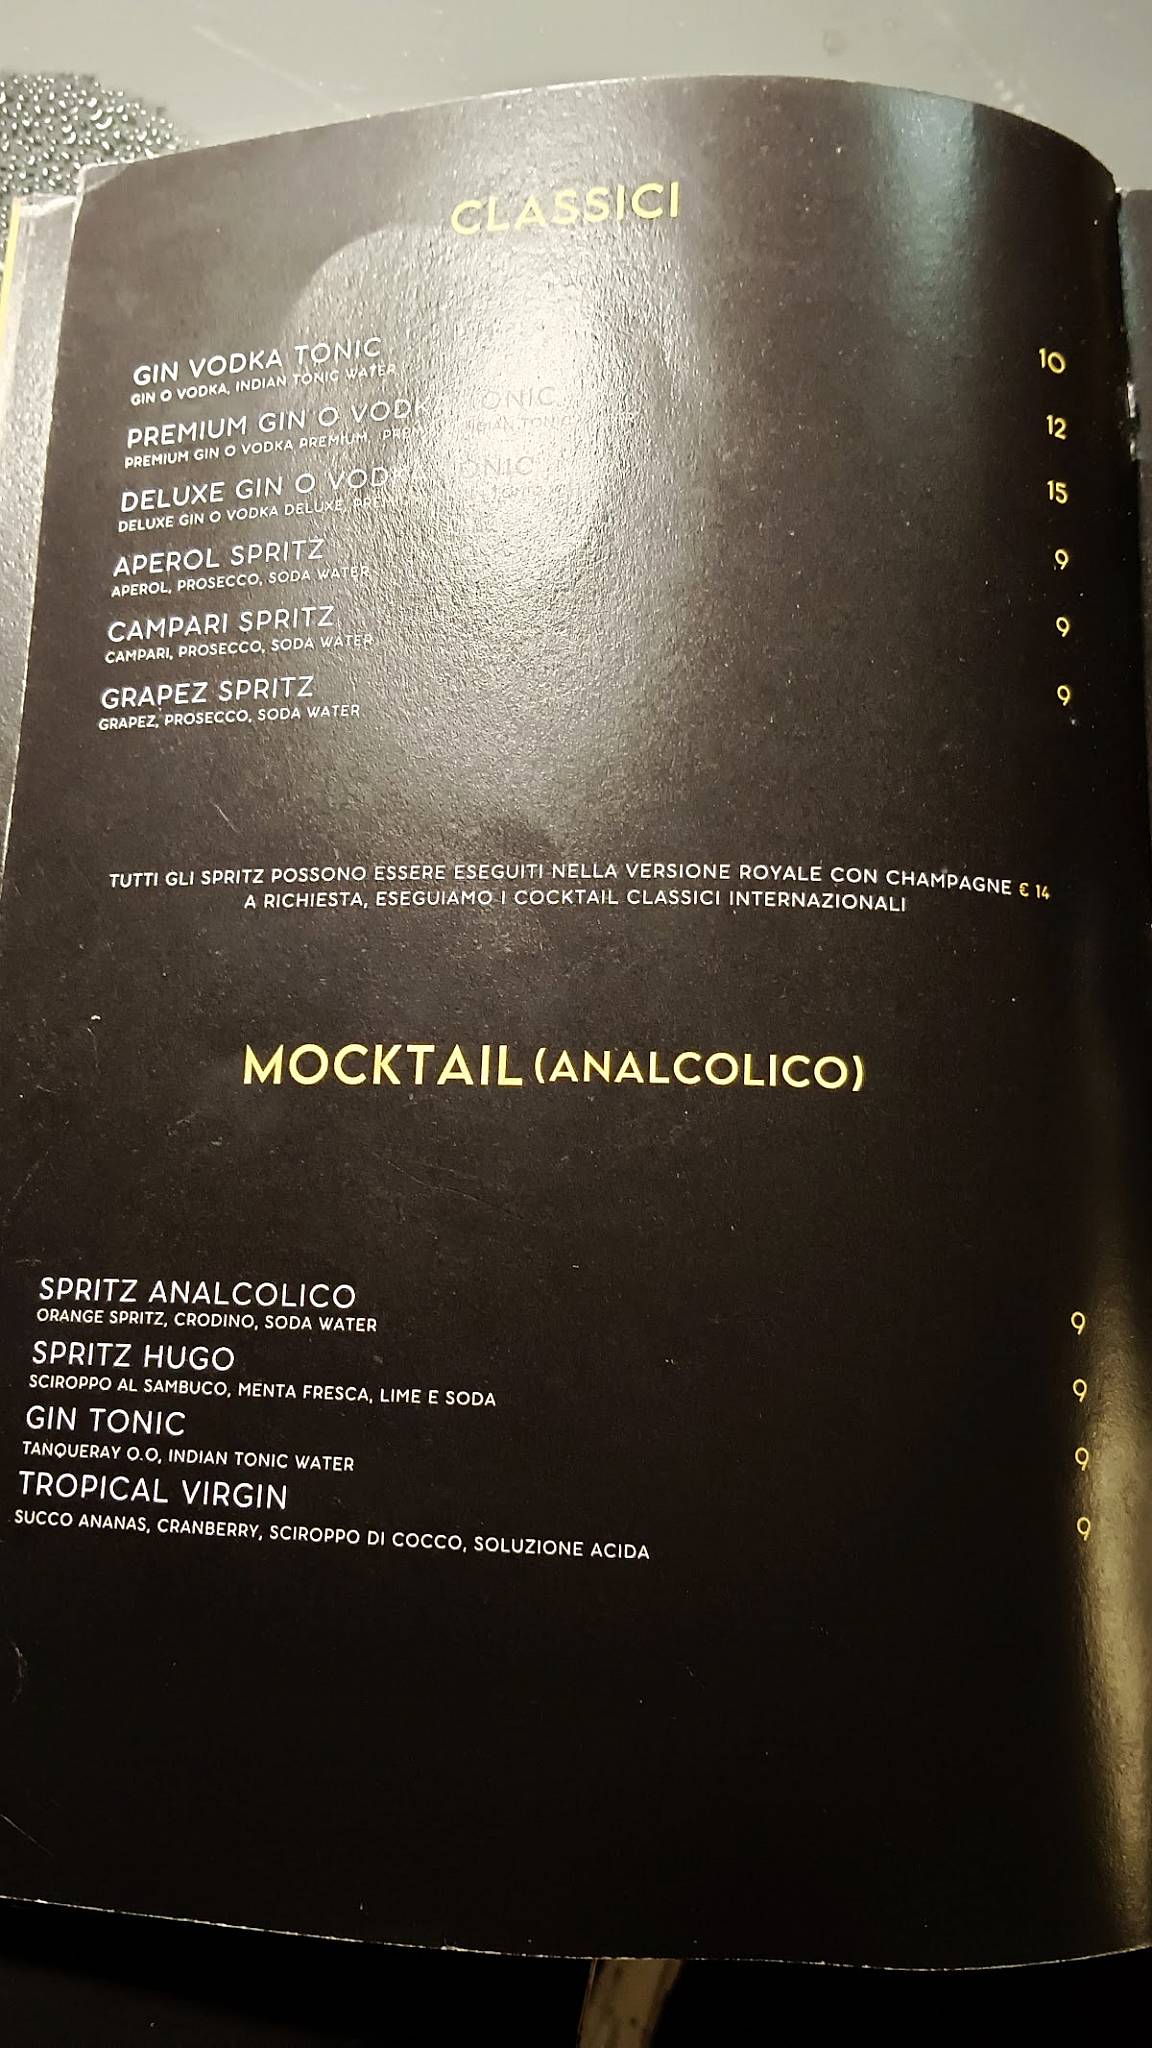 CLASSICI
GIN VODKA TONIC
10
GIN O VODKA, INDIAN TONIC WATER
PREMIUM GIN O VODKA TONIC
12
PREMIUM GIN O VODKA PREMIUM, INDIAN TONIC
DELUXE GIN O VODKA TONIC
15
DELUXE GIN O VODKA DELUXE,
APEROL SPRITZ
9
APEROL, PROSECCO, SODA WATER
CAMPARI SPRITZ
9
CAMPARI, PROSECCO, SODA WATER
GRAPEZ SPRITZ
9
GRAPEZ, PROSECCO, SODA WATER
TUTTI GLI SPRITZ POSSONO ESSERE ESEGUITI NELLA VERSIONE ROYALE CON CHAMPAGNE € 14
A RICHIESTA, ESEGUIAMO I COCKTAIL CLASSICI INTERNAZIONALI
MOCKTAIL (ANALCOLICO)
SPRITZ ANALCOLICO
9
ORANGE SPRITZ, CRODINO, SODA WATER
SPRITZ HUGO
9
SCIROPPO AL SAMBUCO, MENTA FRESCA, LIME E SODA
GIN TONIC
9
TANQUERAY 0.0, INDIAN TONIC WATER
TROPICAL VIRGIN
9
SUCCO ANANAS, CRANBERRY, SCIROPPO DI COCCO, SOLUZIONE ACIDA